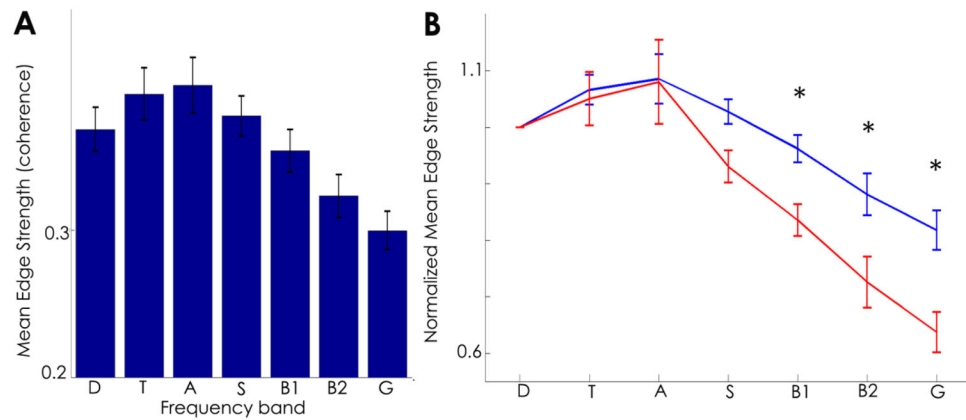 A
Mean Edge Strength (coherence)
0.3
0.2
D T A S B1 B2 G
Frequency band
B
Normalized Mean Edge Strength
1.1
0.6
* * *
D T A S B1 B2 G